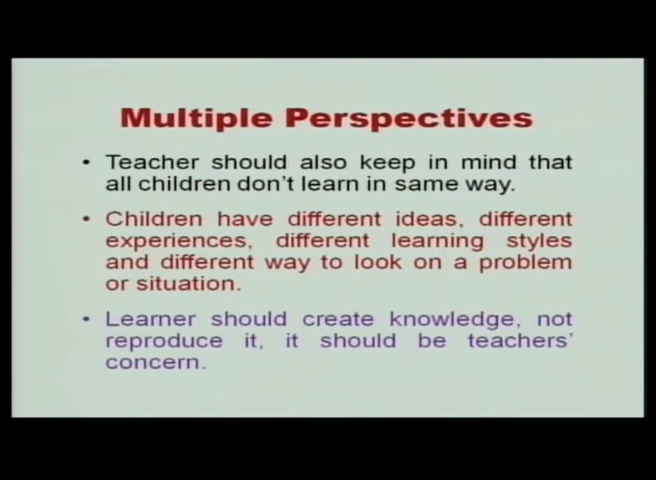 Multiple Perspectives
• Teacher should also keep in mind that
all children don't learn in same way.
• Children have different ideas, different
experiences, different learning styles
and different way to look on a problem
or situation.
• Learner should create knowledge, not
reproduce it, it should be teachers'
concern.